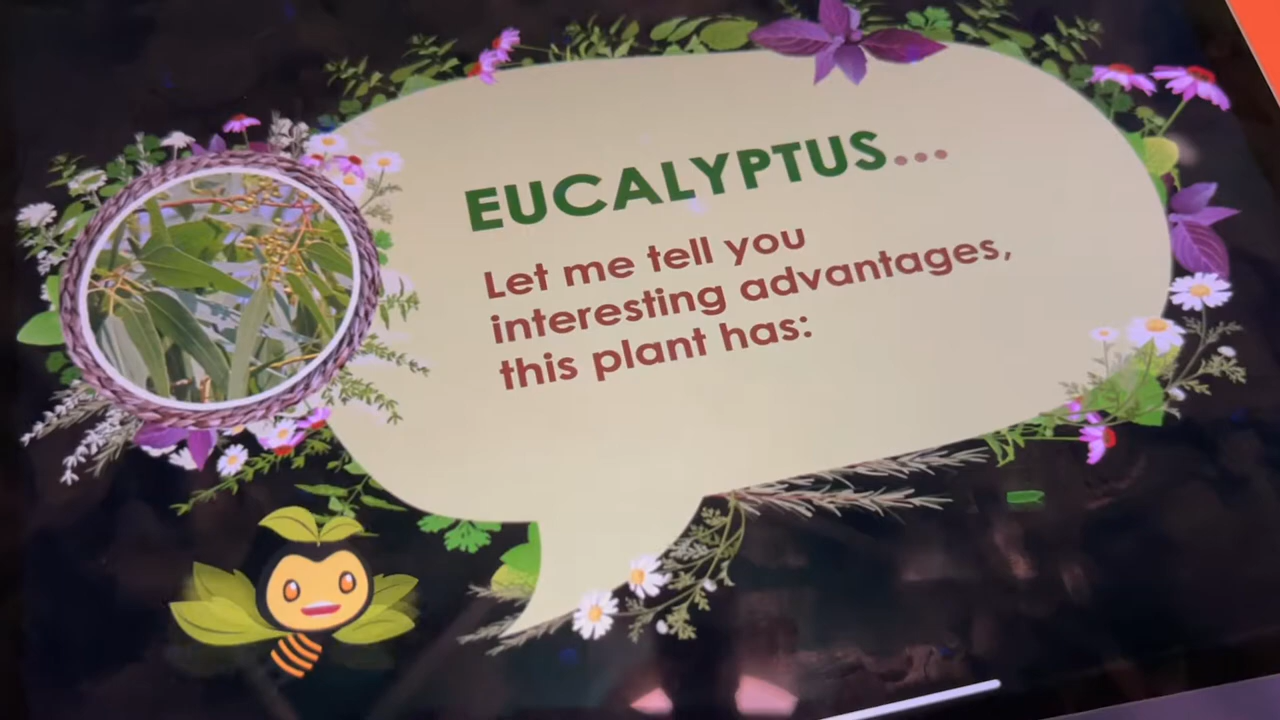 EUCALYPTUS...
Let me tell you
interesting advantages,
this plant has: